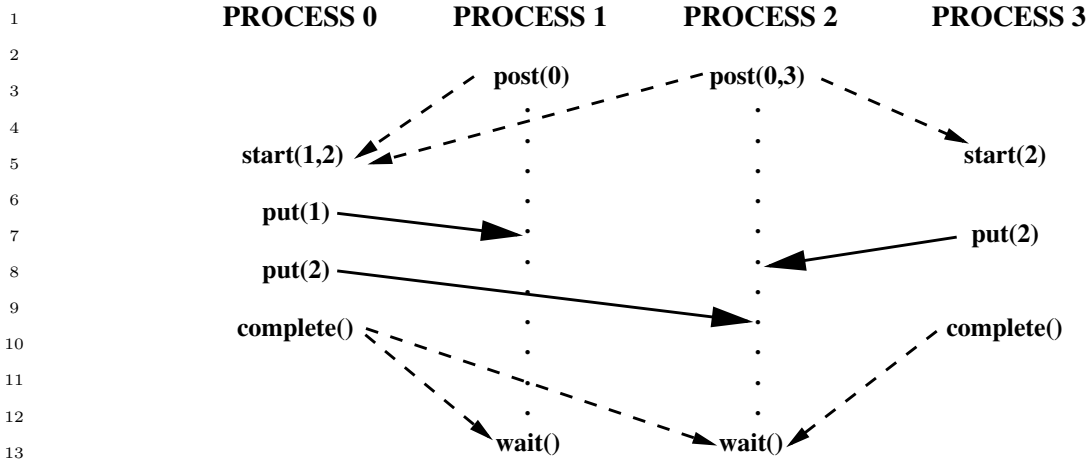 1 PROCESS 0 PROCESS 1 PROCESS 2 PROCESS 3
2
post(0) post(0,3)
3
4
start(1,2) start(2)
5
6
put(1)
7 put(2)
8 put(2)
9
complete() complete()
10
11
12
wait() wait()
13